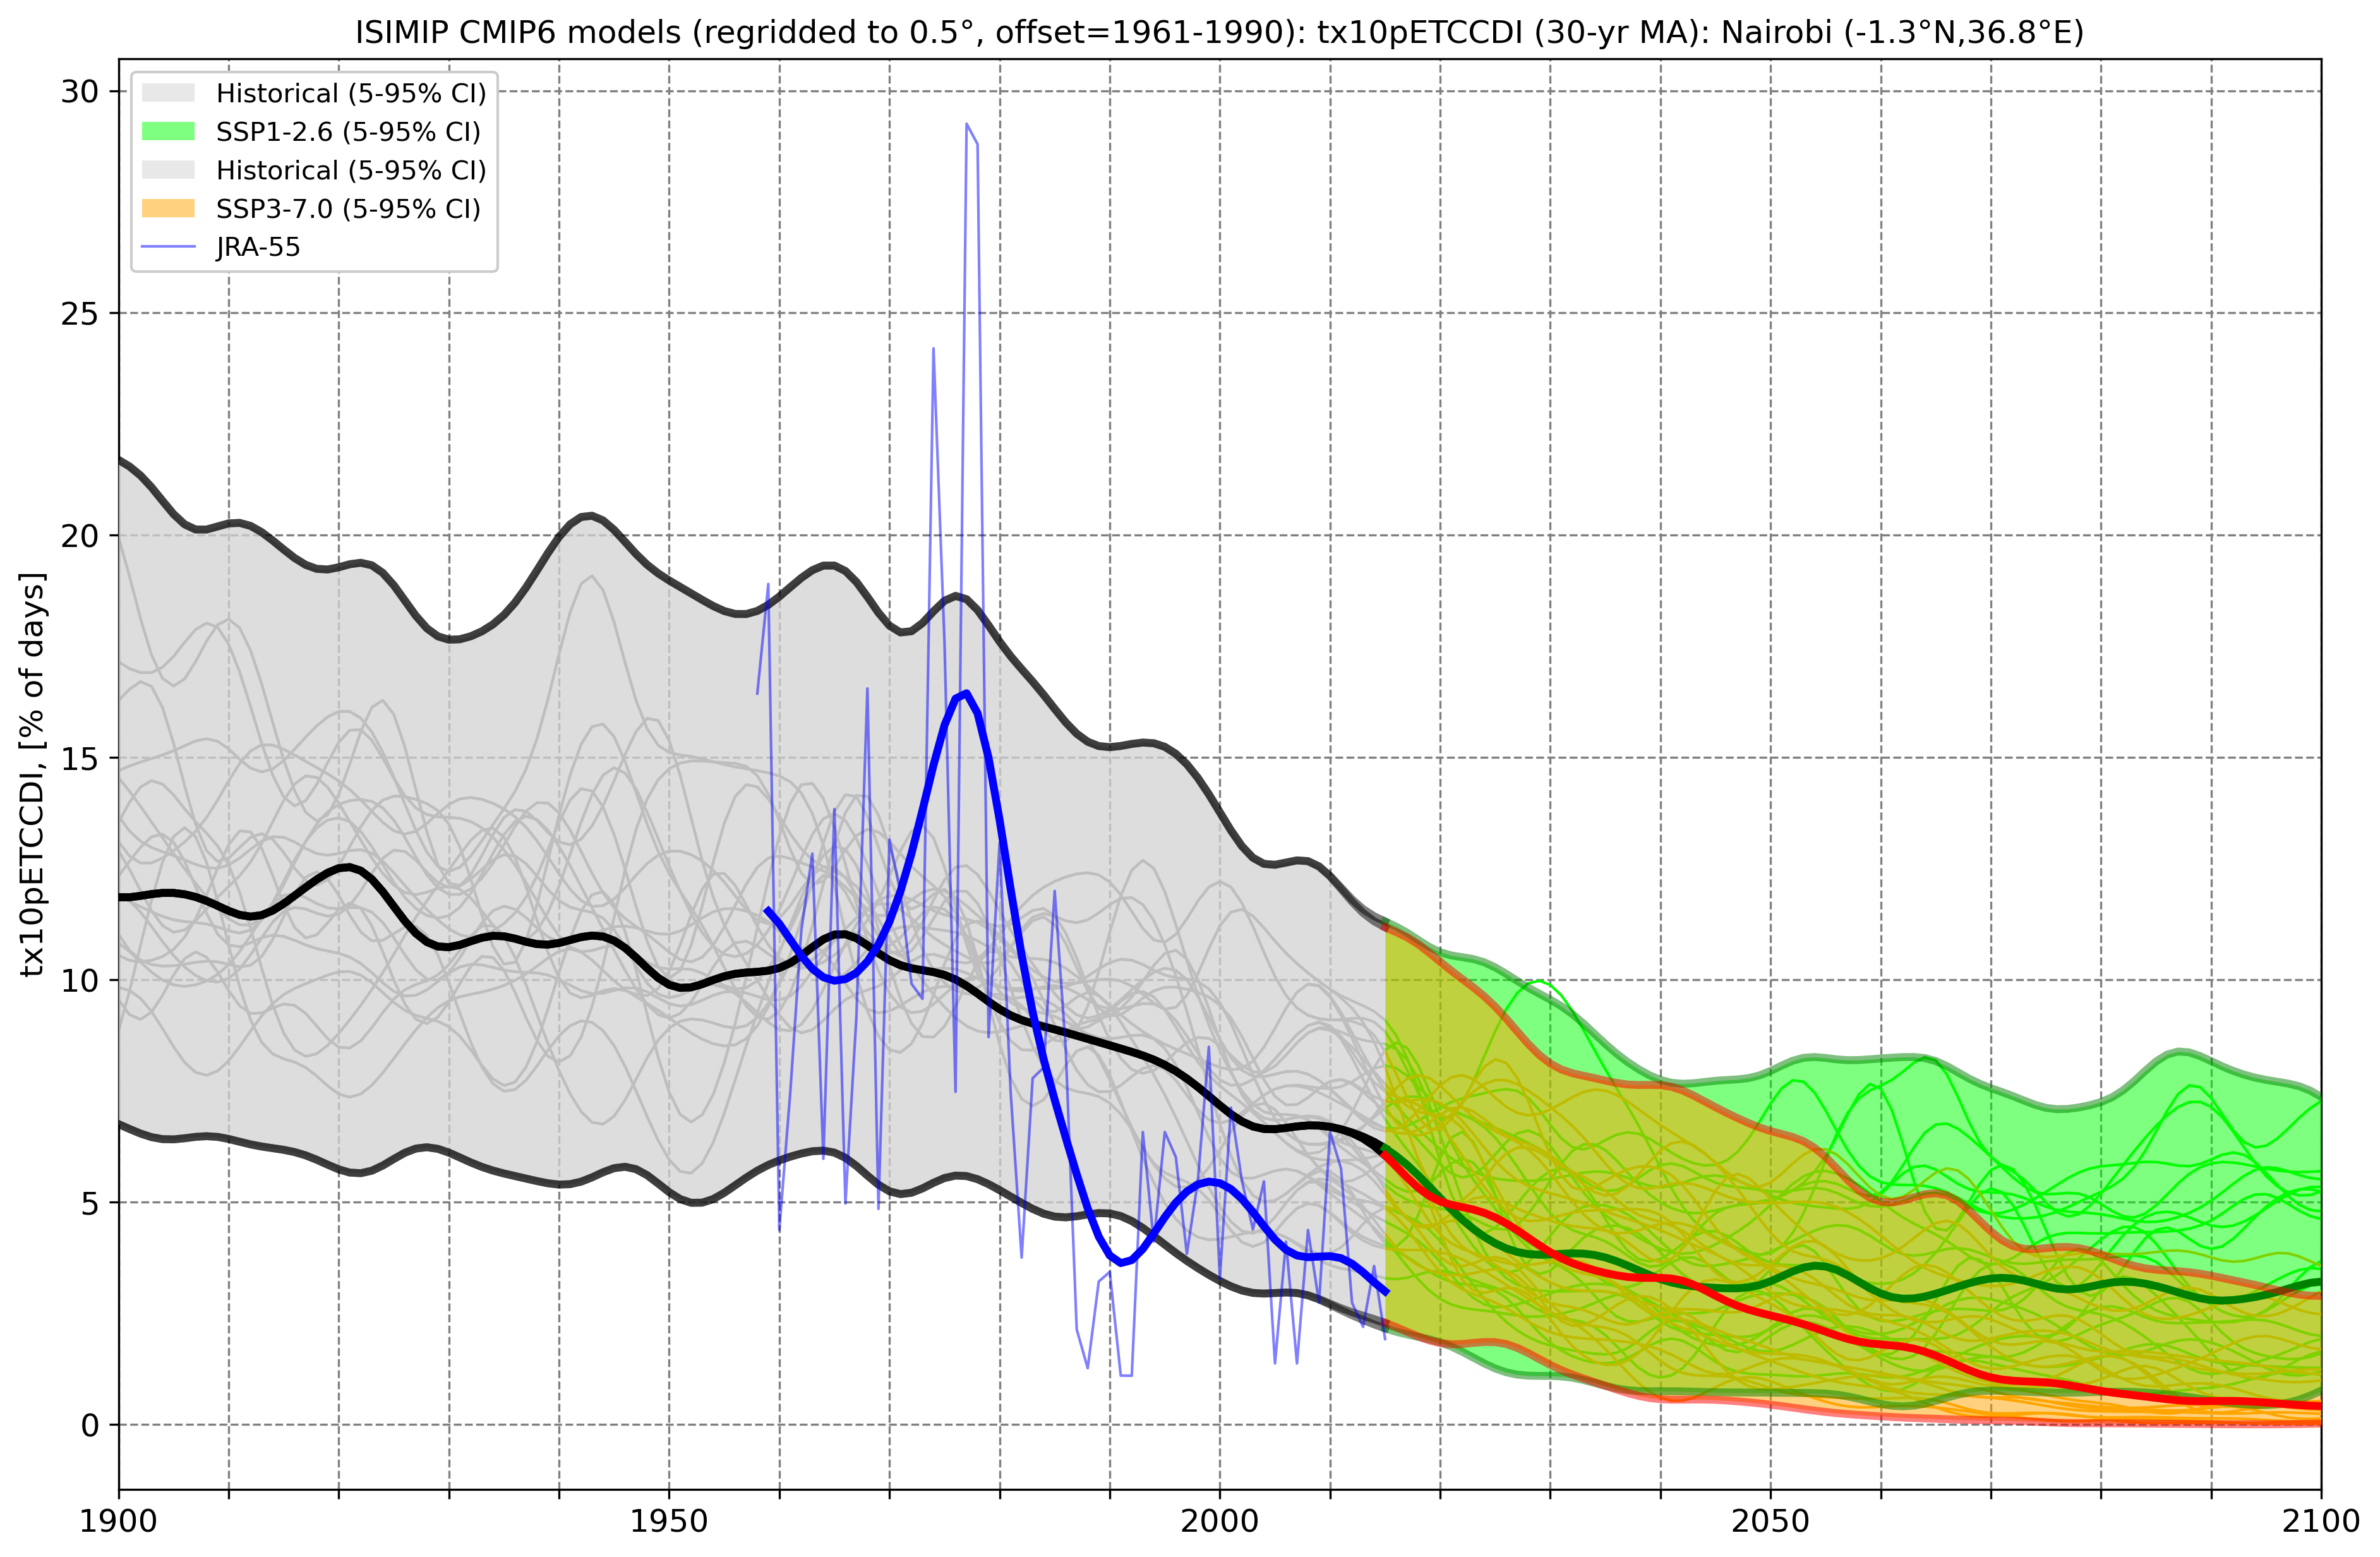 ISIMIP CMIP6 models (regridded to 0.5°, offset=1961-1990): tx10pETCCDI (30-yr MA): Nairobi (-1.3°N,36.8°E)
Historical (5-95% CI)
SSP1-2.6 (5-95% CI)
Historical (5-95% CI)
SSP3-7.0 (5-95% CI)
JRA-55
tx10pETCCDI, [% of days]
30
25
20
15
10
5
0
1900
1950
2000
2050
2100